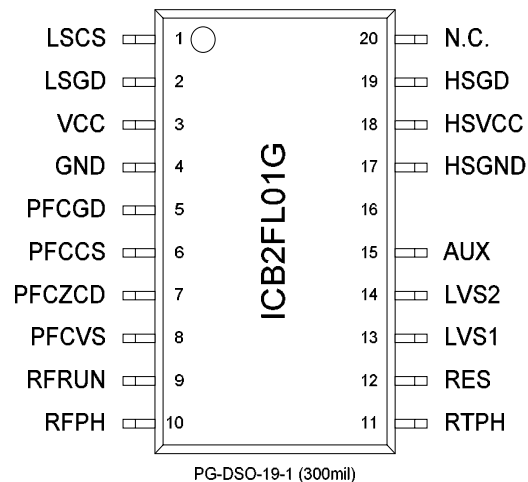 LSCS 1 20 N.C.
LSGD 2 19 HSGD
VCC 3 18 HSVCC
GND 4 17 HSGND
PFCGD 5 16
PFCCS 6 15 AUX
PFCZCD 7 14 LVS2
PFCVS 8 13 LVS1
RFRUN 9 12 RES
RFPH 10 11 RTPH
ICB2FL01G
PG-DSO-19-1 (300mil)